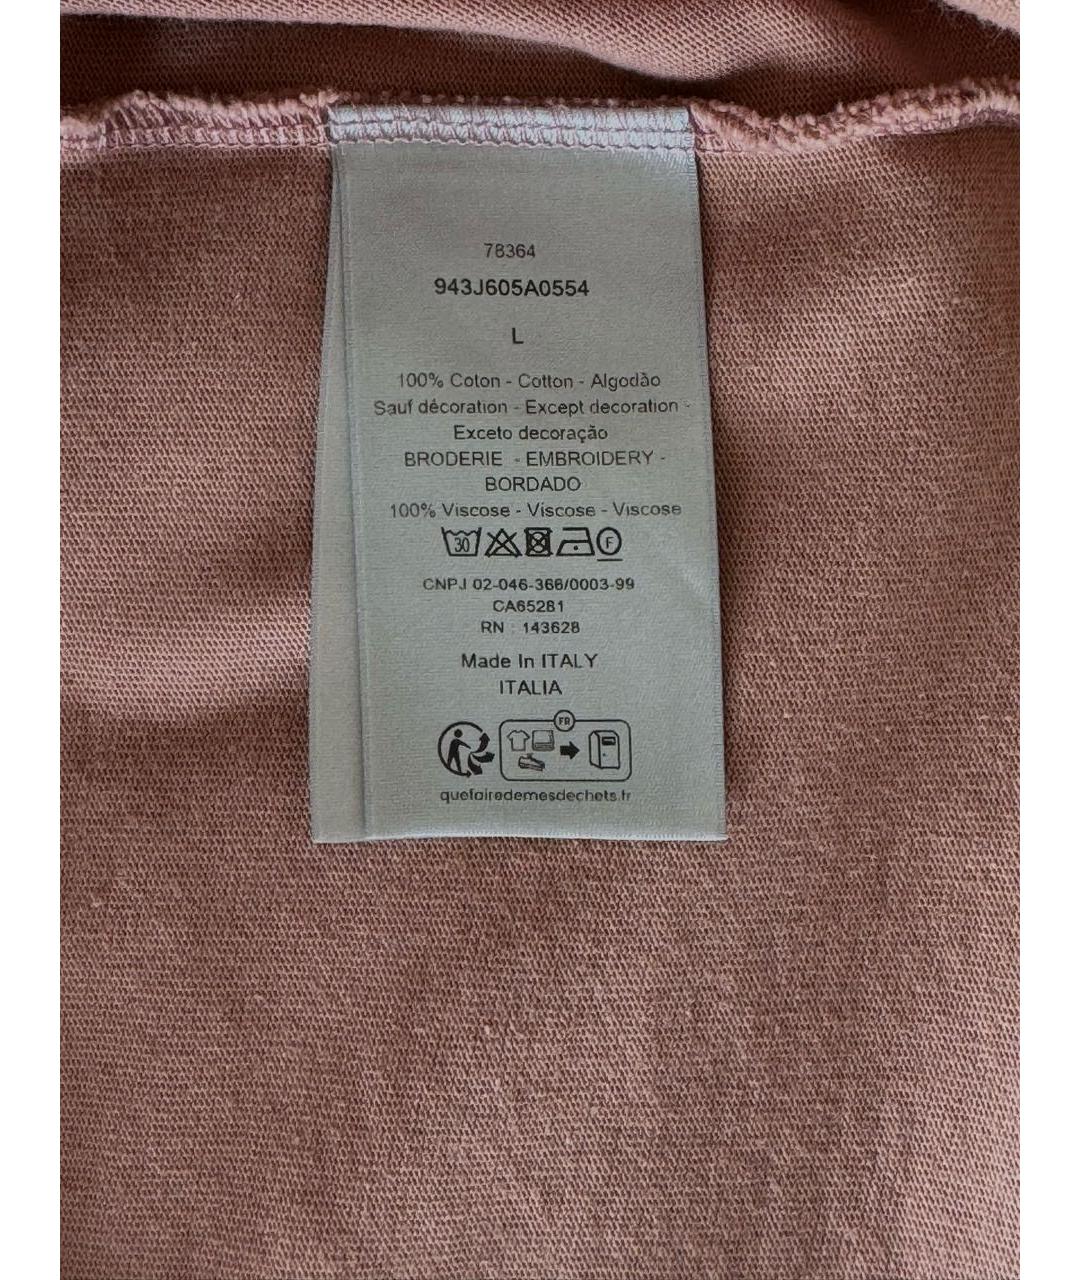 78364
943J605A0554
L
100% Coton - Cotton - Algodão
Sauf décoration - Except decoration -
Exceto decoração
BRODERIE - EMBROIDERY -
BORDADO
100% Viscose - Viscose - Viscose
30 F
CNPJ 02-046-366/0003-99
CA65281
RN : 143628
Made In ITALY
ITALIA
FR
quefairedemesdechets.fr